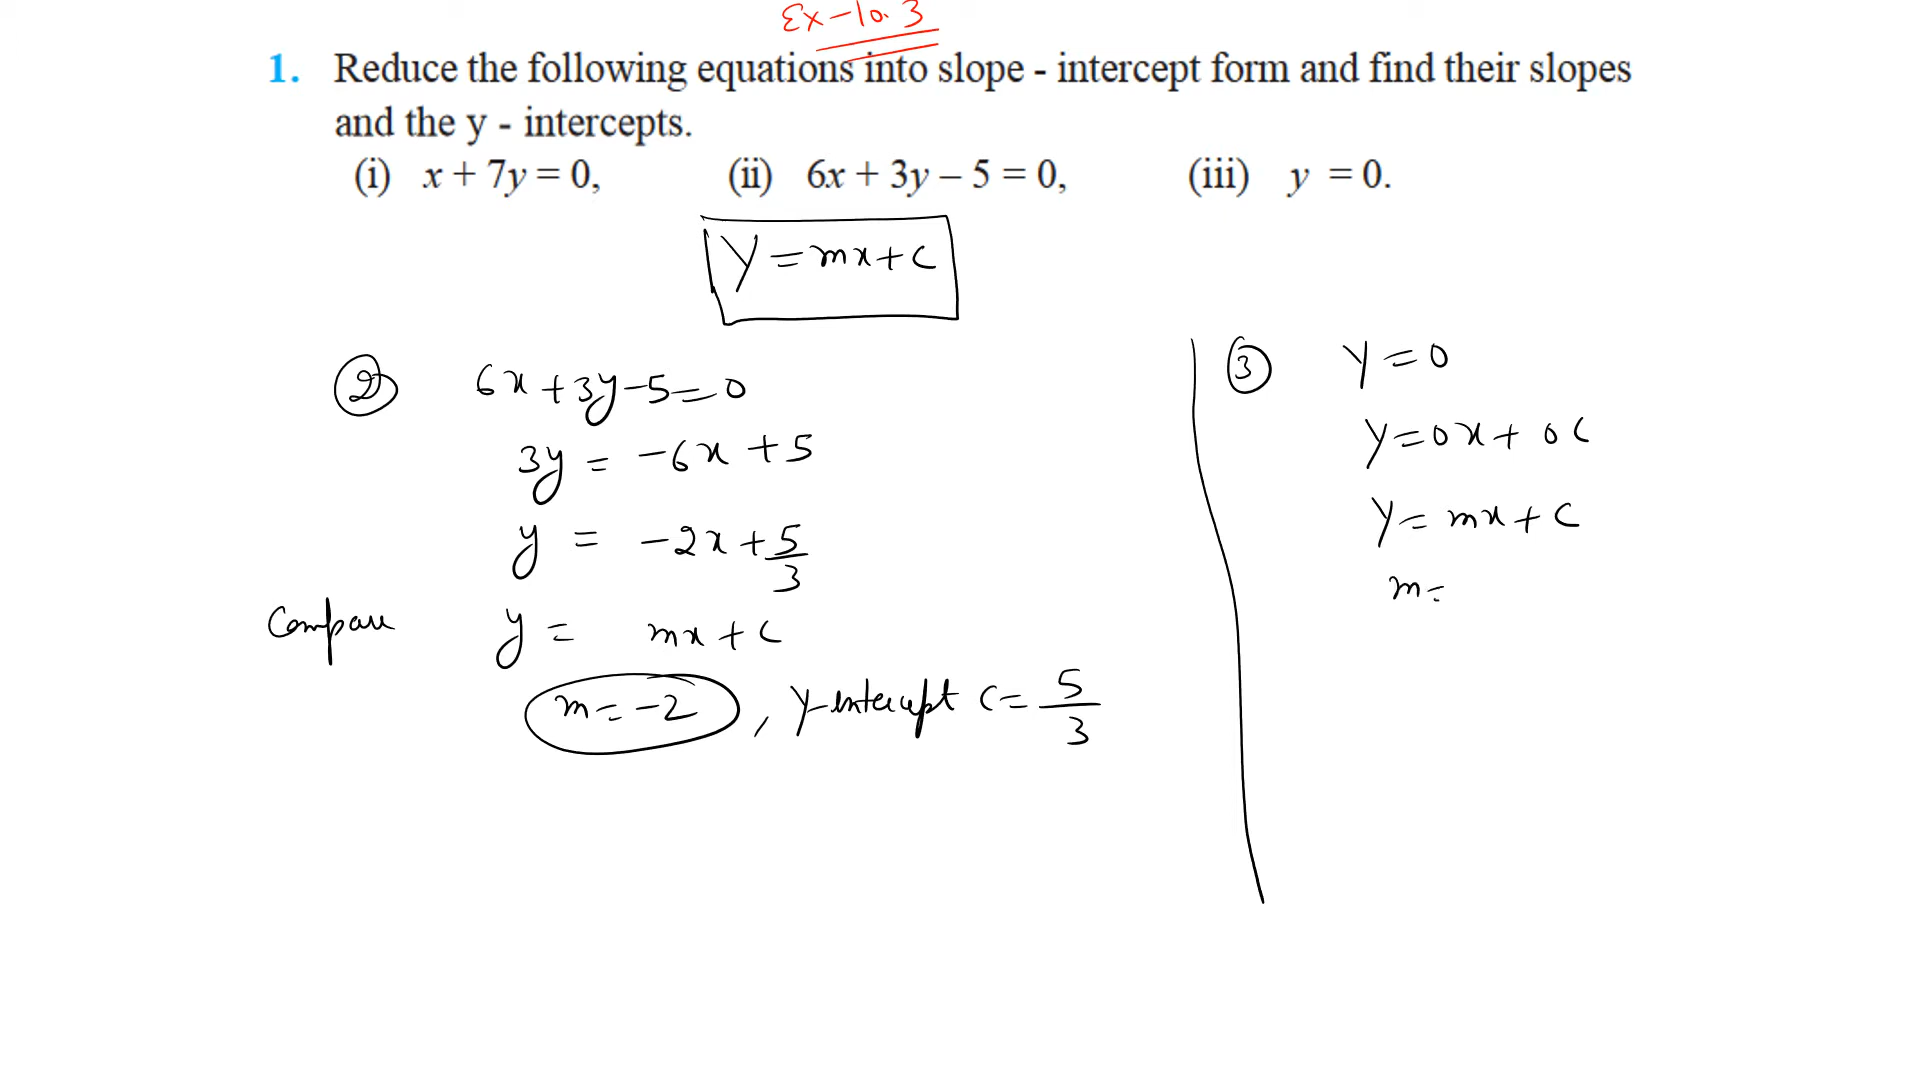 Ex-10.3
1. Reduce the following equations into slope - intercept form and find their slopes
and the y - intercepts.
(i) x + 7y = 0, (ii) 6x + 3y – 5 = 0, (iii) y = 0.
y = mx + c
2 6x + 3y - 5 = 0
3y = -6x + 5
y = -2x + 5/3
Compare y = mx + c
m = -2, y-intercept c = 5/3
3 y = 0
y = 0x + 0c
y = mx + c
m =